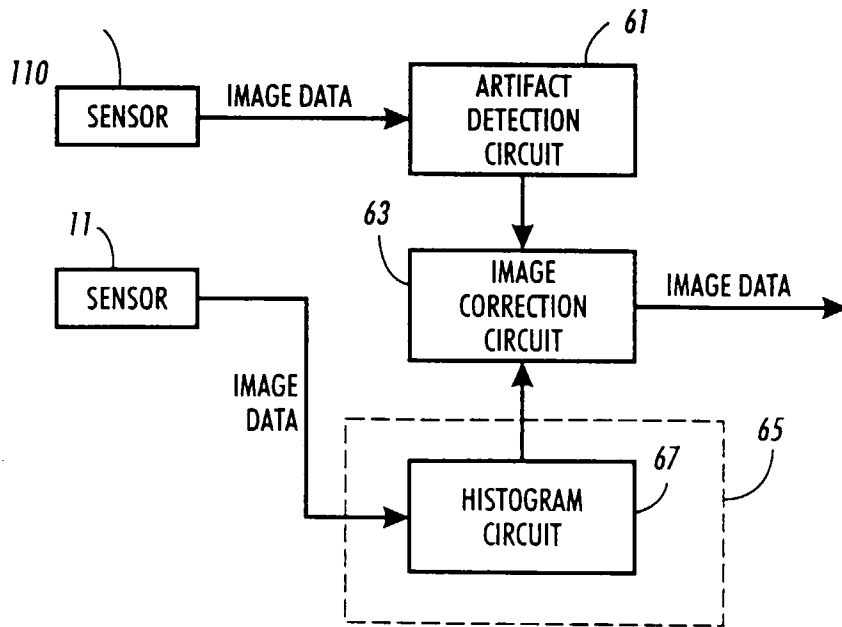 61
110
SENSOR
IMAGE DATA
ARTIFACT
DETECTION
CIRCUIT
11
63
SENSOR
IMAGE
CORRECTION
CIRCUIT
IMAGE DATA
IMAGE
DATA
65
67
HISTOGRAM
CIRCUIT